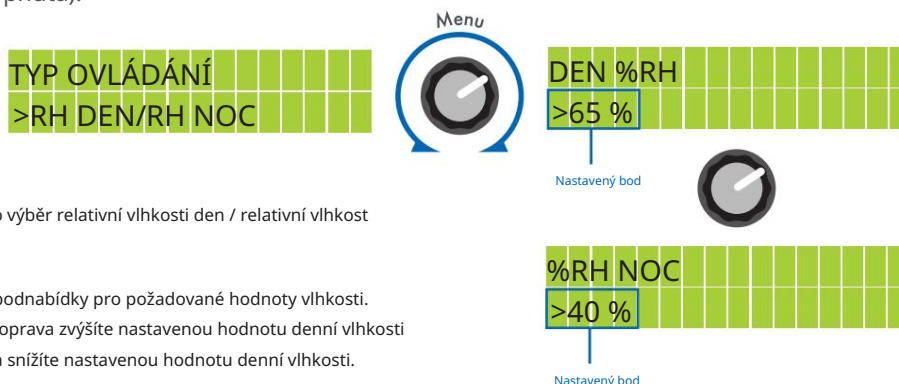 Menu
TYP OVLÁDÁNÍ
>RH DEN/RH NOC
DEN %RH
>65 %
Nastavený bod
výběr relativní vlhkosti den / relativní vlhkost
%RH NOC
>40 %
podnabídky pro požadované hodnoty vlhkosti.
doprava zvýšíte nastavenou hodnotu denní vlhkosti
snížíte nastavenou hodnotu denní vlhkosti.
Nastavený bod